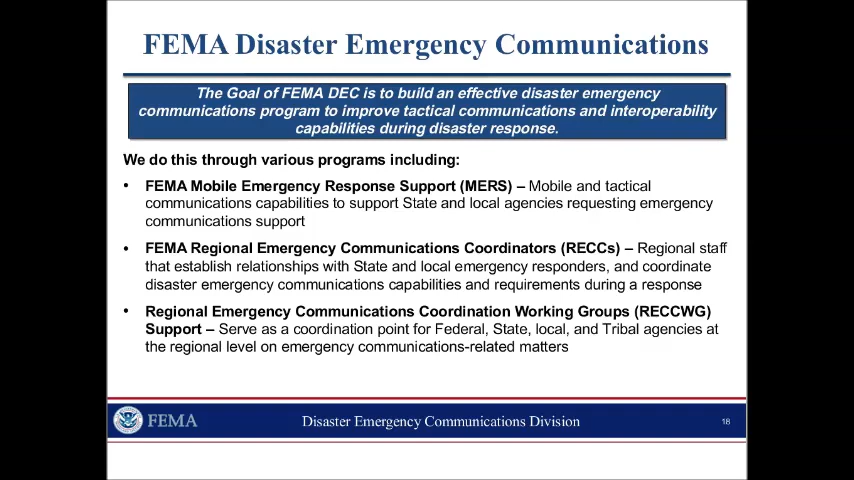 FEMA Disaster Emergency Communications
The Goal of FEMA DEC is to build an effective disaster emergency
communications program to improve tactical communications and interoperability
capabilities during disaster response.
We do this through various programs including:
• FEMA Mobile Emergency Response Support (MERS) – Mobile and tactical
communications capabilities to support State and local agencies requesting emergency
communications support
• FEMA Regional Emergency Communications Coordinators (RECCs) – Regional staff
that establish relationships with State and local emergency responders, and coordinate
disaster emergency communications capabilities and requirements during a response
• Regional Emergency Communications Coordination Working Groups (RECCWG)
Support – Serve as a coordination point for Federal, State, local, and Tribal agencies at
the regional level on emergency communications-related matters
FEMA
Disaster Emergency Communications Division
18